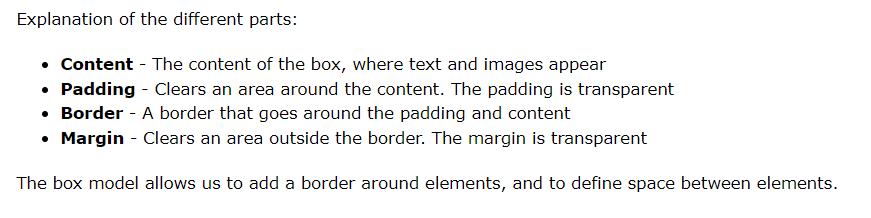 Explanation of the different parts:
• Content - The content of the box, where text and images appear
• Padding - Clears an area around the content. The padding is transparent
• Border - A border that goes around the padding and content
• Margin - Clears an area outside the border. The margin is transparent
The box model allows us to add a border around elements, and to define space between elements.